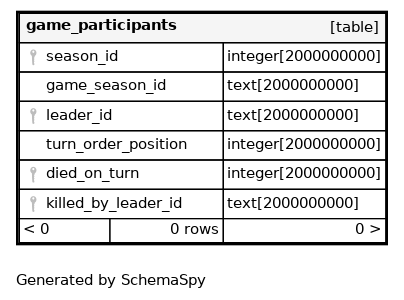 game_participants [table]
season_id integer[2000000000]
game_season_id text[2000000000]
leader_id text[2000000000]
turn_order_position integer[2000000000]
died_on_turn integer[2000000000]
killed_by_leader_id text[2000000000]
< 0 0 rows 0 >
Generated by SchemaSpy